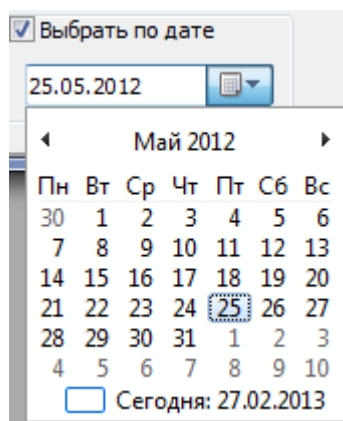 Выбрать по дате
25.05.2012
Май 2012
Пн Вт Ср Чт Пт Сб Вс
30 1 2 3 4 5 6
7 8 9 10 11 12 13
14 15 16 17 18 19 20
21 22 23 24 25 26 27
28 29 30 31 1 2 3
4 5 6 7 8 9 10
Сегодня: 27.02.2013